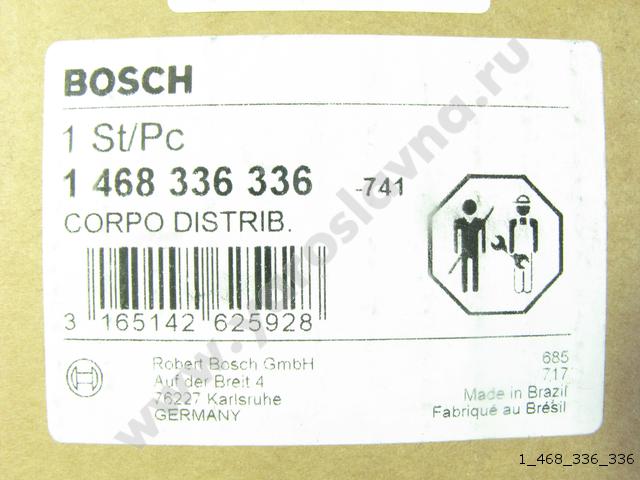 BOSCH
1 St/Pc
1 468 336 336 -741
CORPO DISTRIB.
3 165142 625928
Robert Bosch GmbH
Auf der Breit 4
76227 Karlsruhe
GERMANY
685
717
Made in Brazil
Fabriqué au Brésil
www.yaroslavna.ru
1_468_336_336